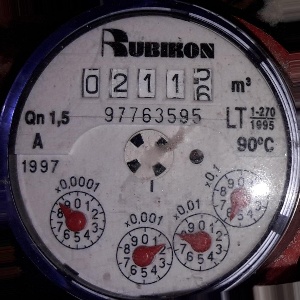 RUBIKON
0211 m³
Qn 1,5
97763595
LT 1-270
1995
A
90°C
1997
x0,0001
x0,001
x0,01
x0,1